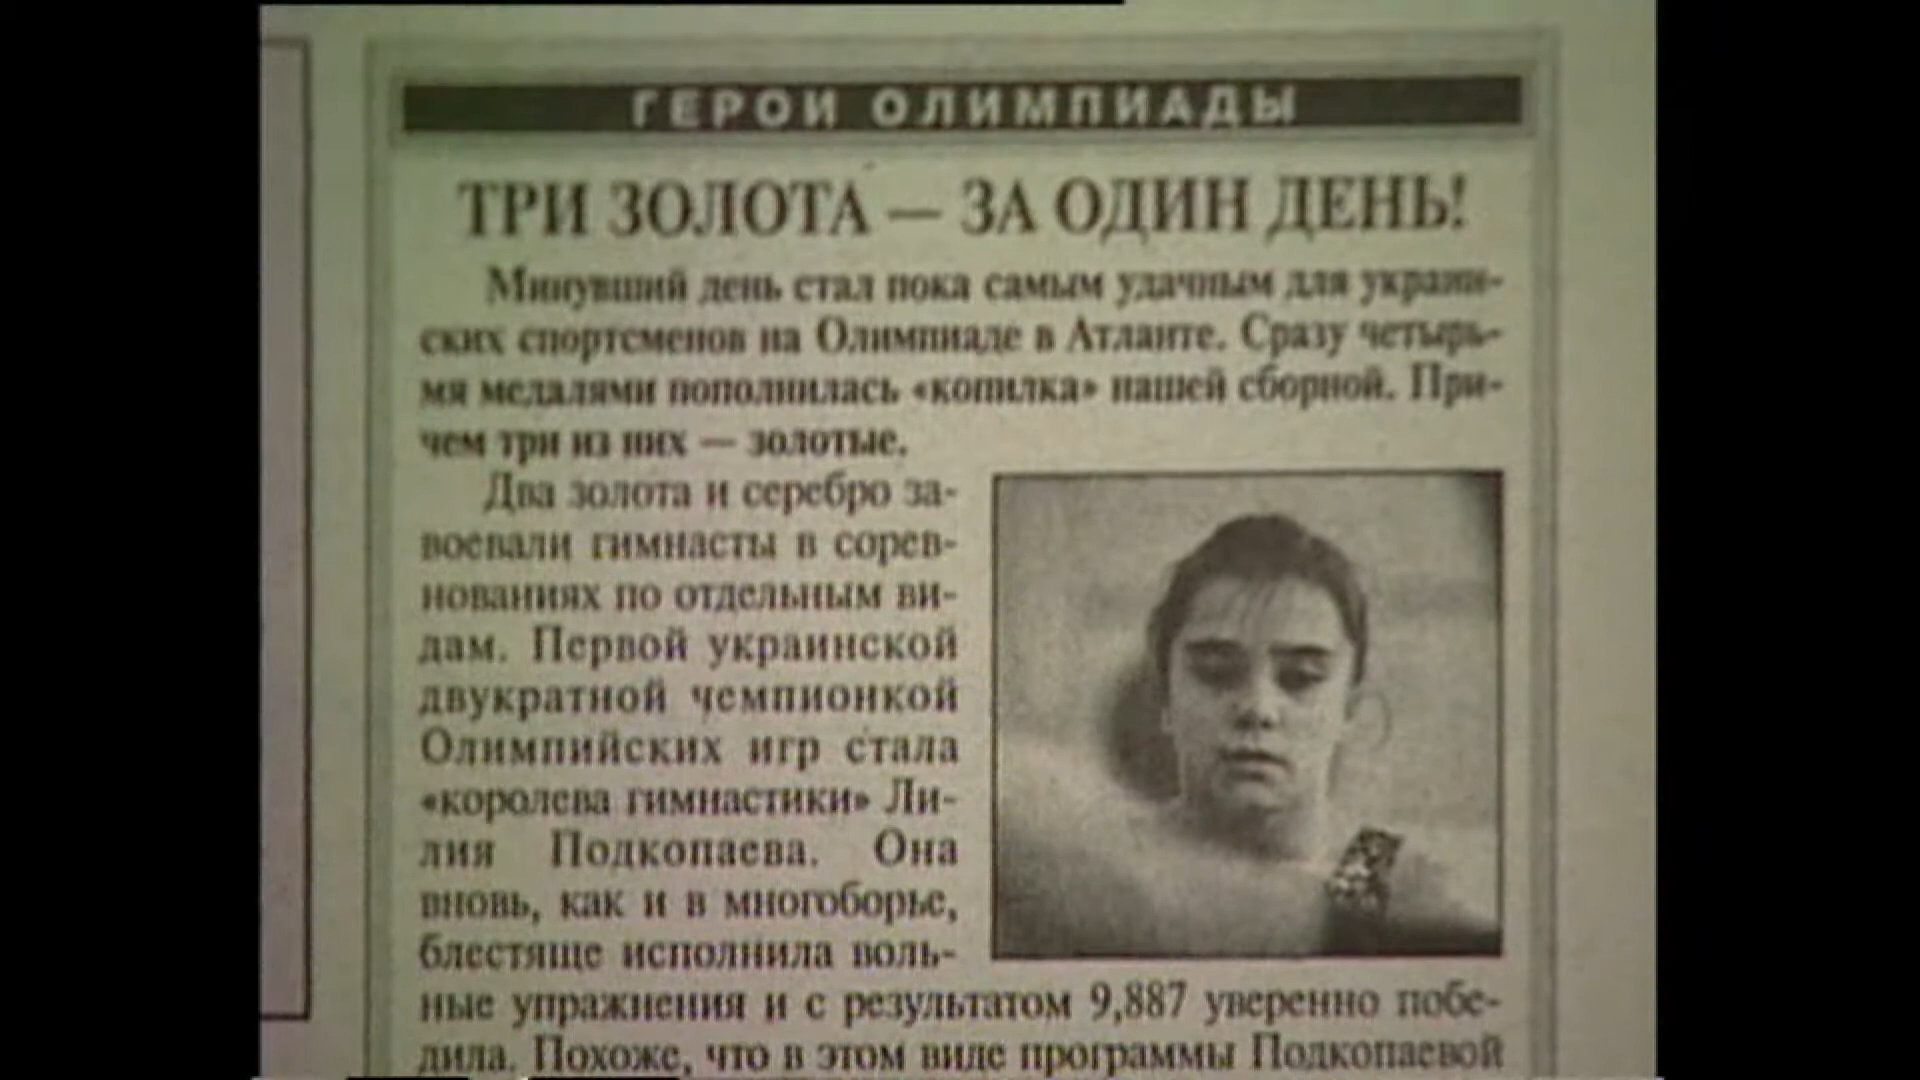 ГЕРОИ ОЛИМПИАДЫ
ТРИ ЗОЛОТА — ЗА ОДИН ДЕНЬ!
Минувший день стал пока самым удачным для украин-
ских спортсменов на Олимпиаде в Атланте. Сразу четырь-
мя медалями пополнилась «копилка» нашей сборной. При-
чем три из них — золотые.
Два золота и серебро за-
воевали гимнасты в сорев-
нованиях по отдельным ви-
дам. Первой украинской
двукратной чемпионкой
Олимпийских игр стала
«королева гимнастики» Ли-
лия Подкопаева. Она
вновь, как и в многоборье,
блестяще исполнила воль-
ные упражнения и с результатом 9,887 уверенно побе-
дила. Похоже, что в этом виде программы Подкопаевой